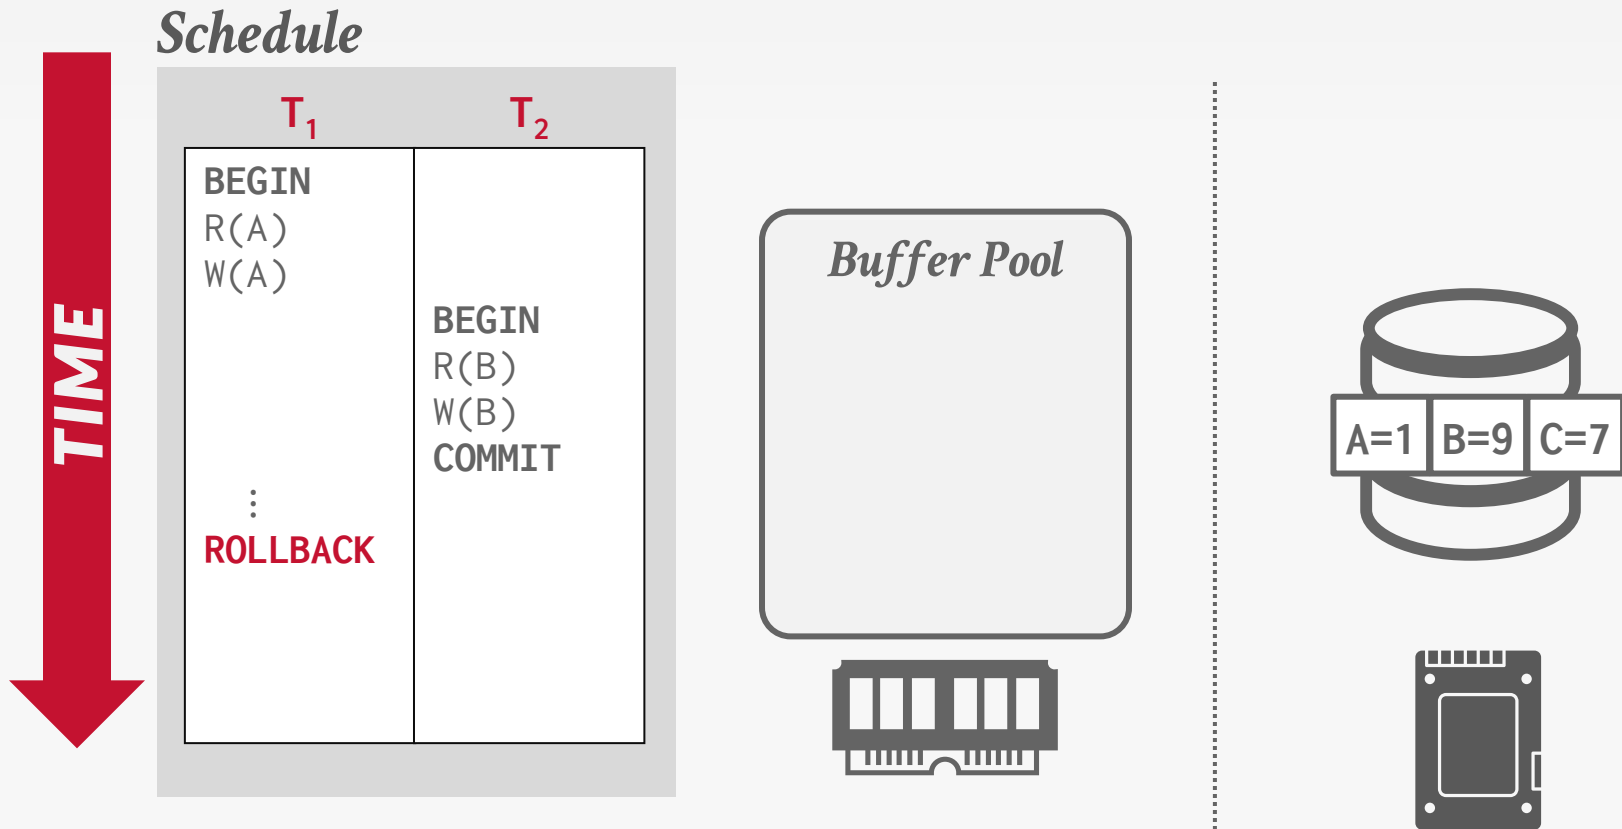 Schedule
TIME
T1
T2
BEGIN
R(A)
W(A)
BEGIN
R(B)
W(B)
COMMIT
⋮
ROLLBACK
Buffer Pool
A=1 B=9 C=7